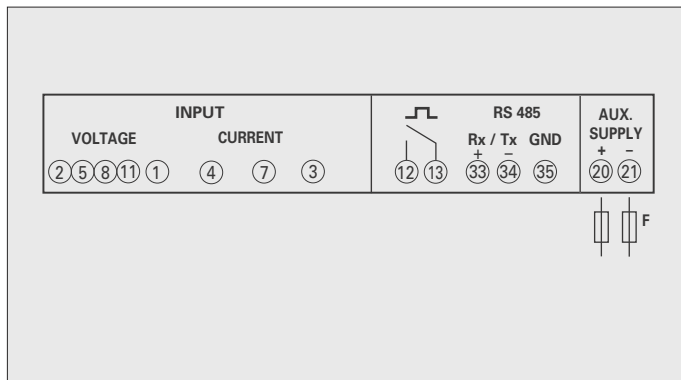 INPUT
VOLTAGE CURRENT
2 5 8 11 1 4 7 3
RS 485
Rx / Tx GND
+ −
12 13 33 34 35
AUX.
SUPPLY
+ −
20 21
F